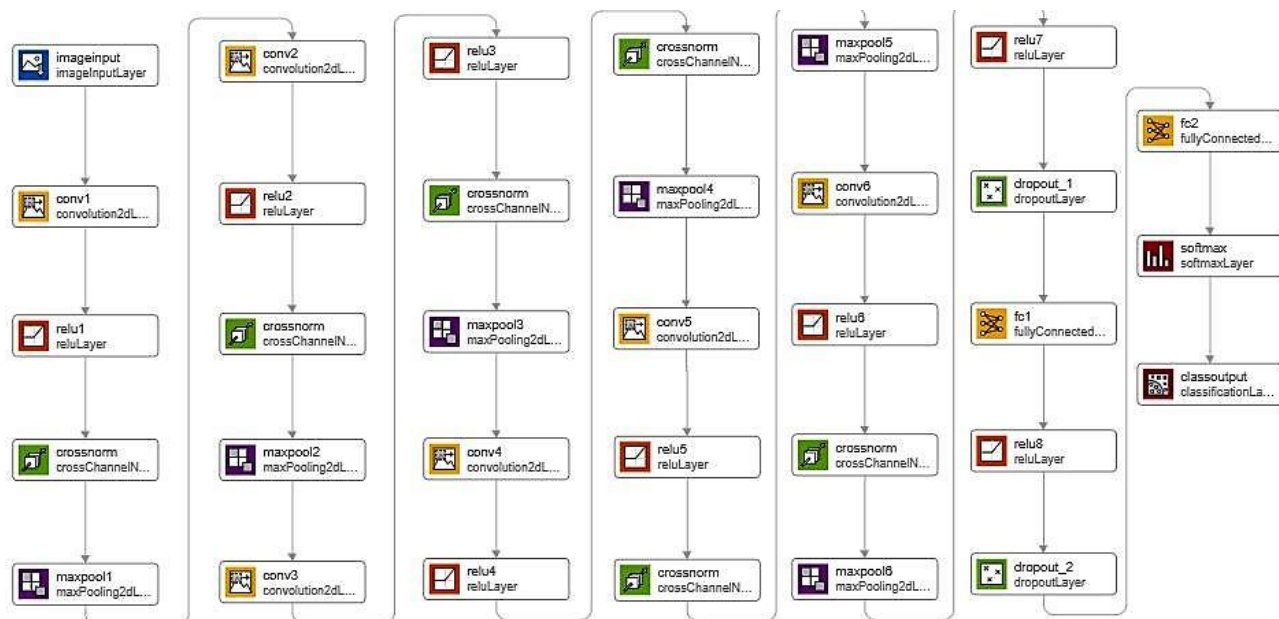 imageinput
imageInputLayer
conv1
convolution2dL...
relu1
reluLayer
crossnorm
crossChannelN...
maxpool1
maxPooling2dL...
conv2
convolution2dL...
relu2
reluLayer
crossnorm
crossChannelN...
maxpool2
maxPooling2dL...
conv3
convolution2dL...
relu3
reluLayer
crossnorm
crossChannelN...
maxpool3
maxPooling2dL...
conv4
convolution2dL...
relu4
reluLayer
crossnorm
crossChannelN...
maxpool4
maxPooling2dL...
conv5
convolution2dL...
relu5
reluLayer
crossnorm
crossChannelN...
maxpool5
maxPooling2dL...
conv6
convolution2dL...
relu6
reluLayer
crossnorm
crossChannelN...
maxpool6
maxPooling2dL...
relu7
reluLayer
dropout_1
dropoutLayer
fc1
fullyConnected...
relu8
reluLayer
dropout_2
dropoutLayer
fc2
fullyConnected...
softmax
softmaxLayer
classoutput
classificationLa...